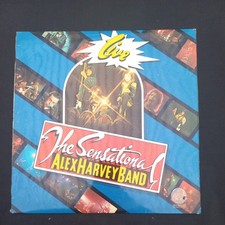 Live
The Sensational
ALEX HARVEY BAND